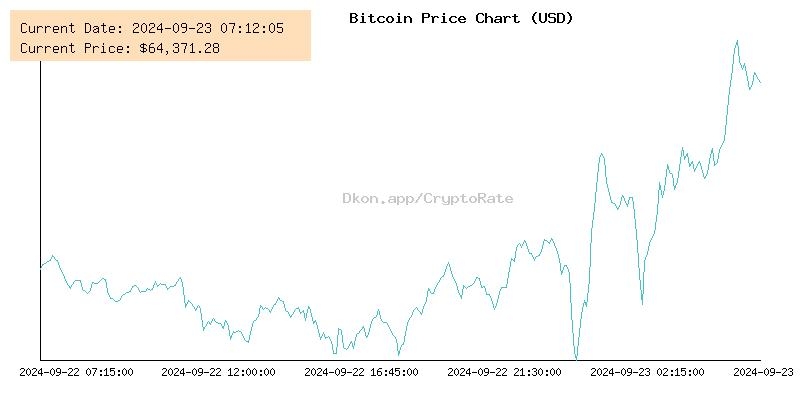 Bitcoin Price Chart (USD)
Current Date: 2024-09-23 07:12:05
Current Price: $64,371.28
Dkon.app/CryptoRate
2024-09-22 07:15:00 2024-09-22 12:00:00 2024-09-22 16:45:00 2024-09-22 21:30:00 2024-09-23 02:15:00 2024-09-23